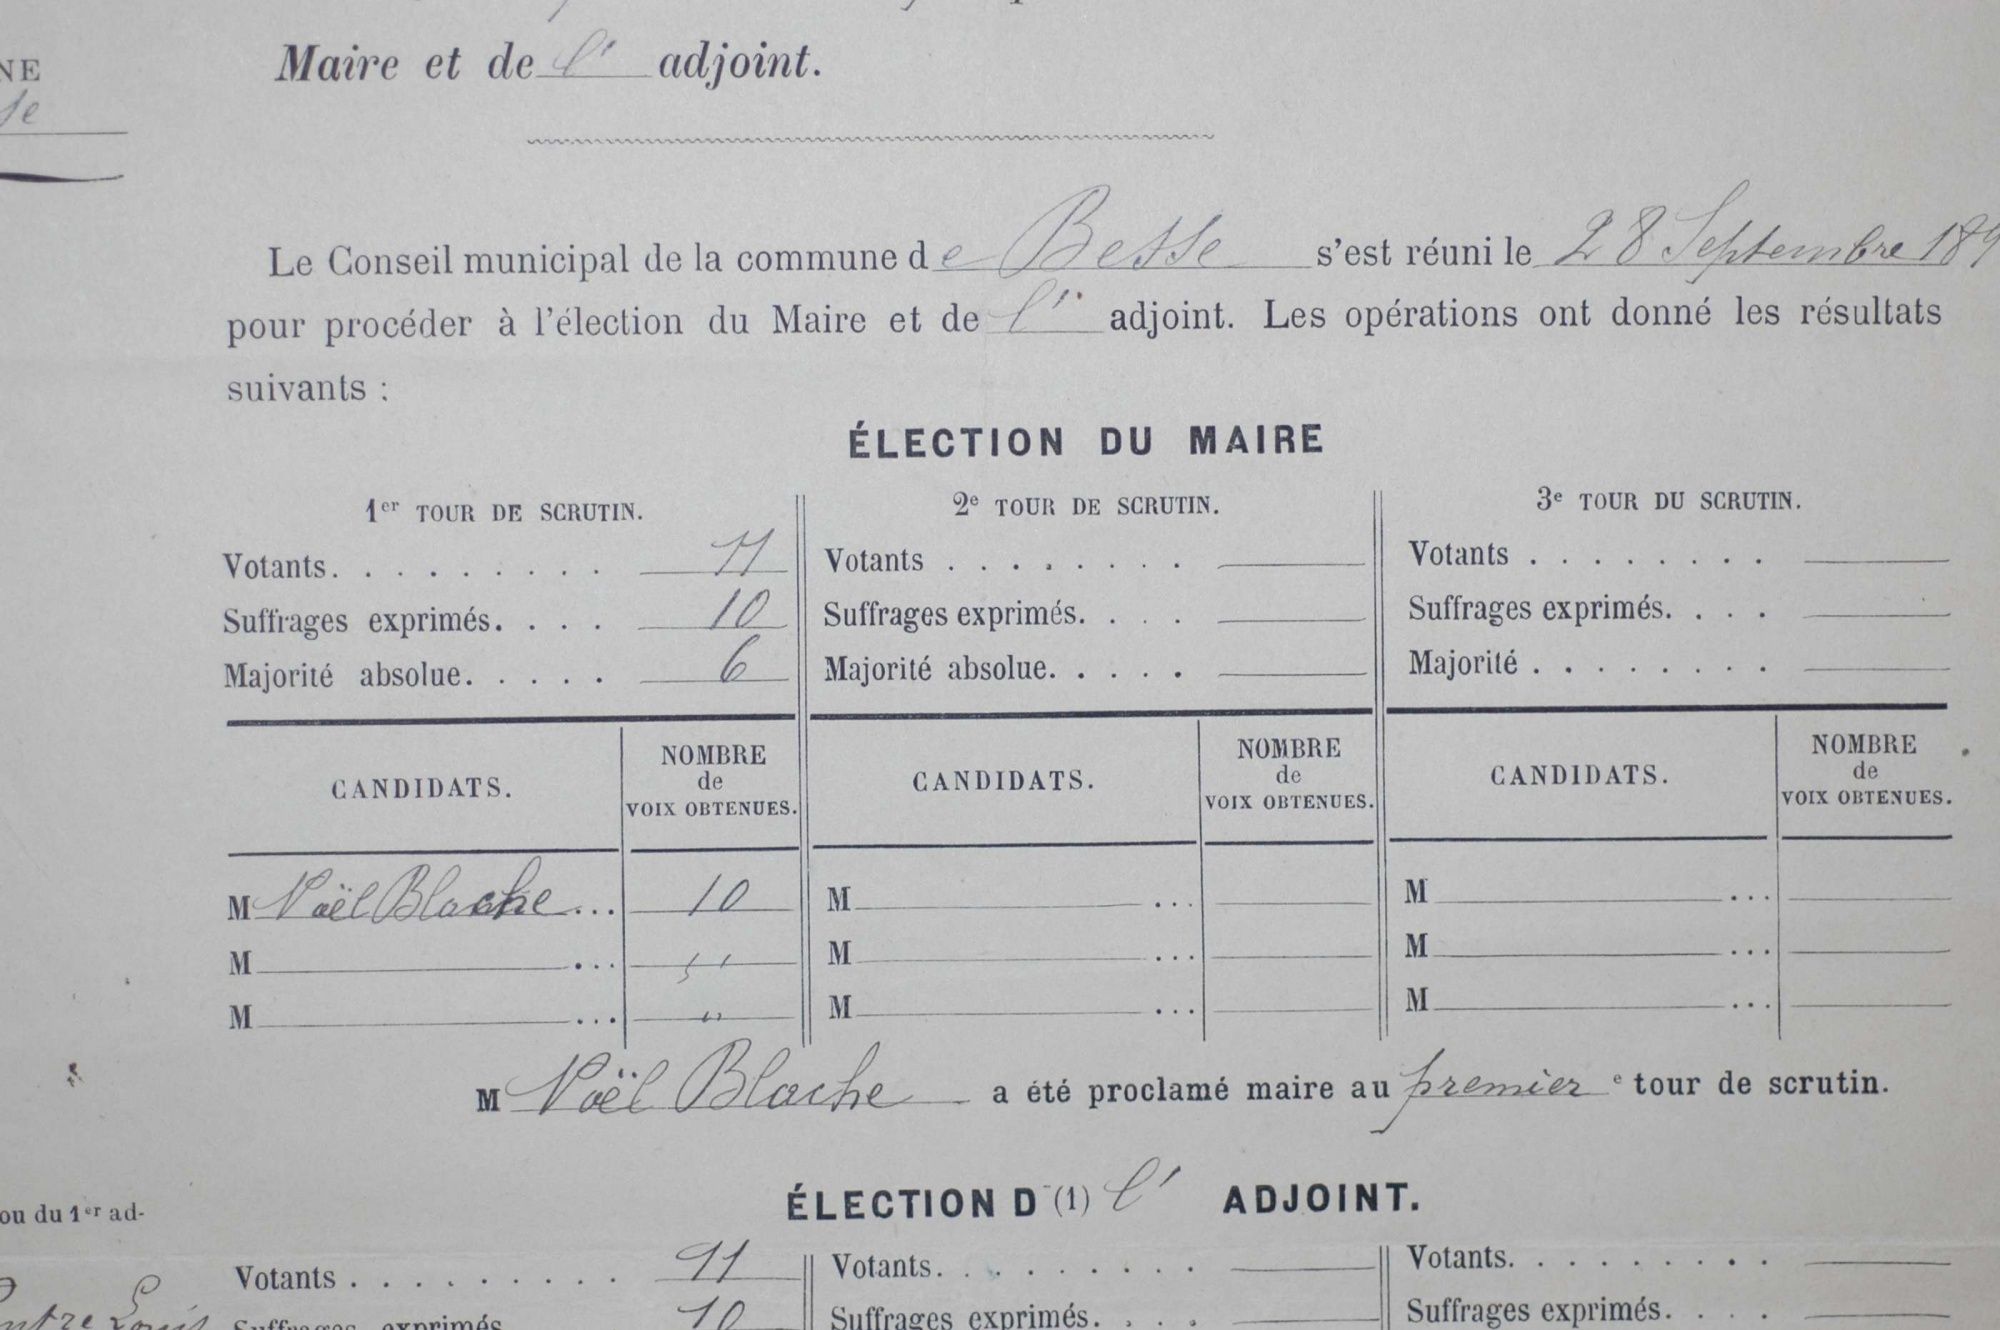 NE
Maire et de l' adjoint.
Le Conseil municipal de la commune de Besse s'est réuni le 28 Septembre 189
pour procéder à l'élection du Maire et de l' adjoint. Les opérations ont donné les résultats
suivants :
ÉLECTION DU MAIRE
1er TOUR DE SCRUTIN. 2e TOUR DE SCRUTIN. 3e TOUR DU SCRUTIN.
Votants. . . . . . . . . 11 Votants . . . . . . . . Votants . . . . . . . .
Suffrages exprimés. . . . 10 Suffrages exprimés. . . . Suffrages exprimés. . . .
Majorité absolue. . . . . 6 Majorité absolue. . . . . Majorité . . . . . . . .
CANDIDATS. NOMBRE de VOIX OBTENUES. CANDIDATS. NOMBRE de VOIX OBTENUES. CANDIDATS. NOMBRE de VOIX OBTENUES.
M Noël Blache ... 10 M ... M ...
M ... " M ... M ...
M ... " M ... M ...
M Noël Blache a été proclamé maire au premier e tour de scrutin.
ÉLECTION D (1) l' ADJOINT.
ou du 1er ad-
Votants . . . . . . . . . 11 Votants. . . . . . . . . Votants. . . . . . . . .
Louis Suffrages exprimés 10 Suffrages exprimés. . . . Suffrages exprimés. . . .